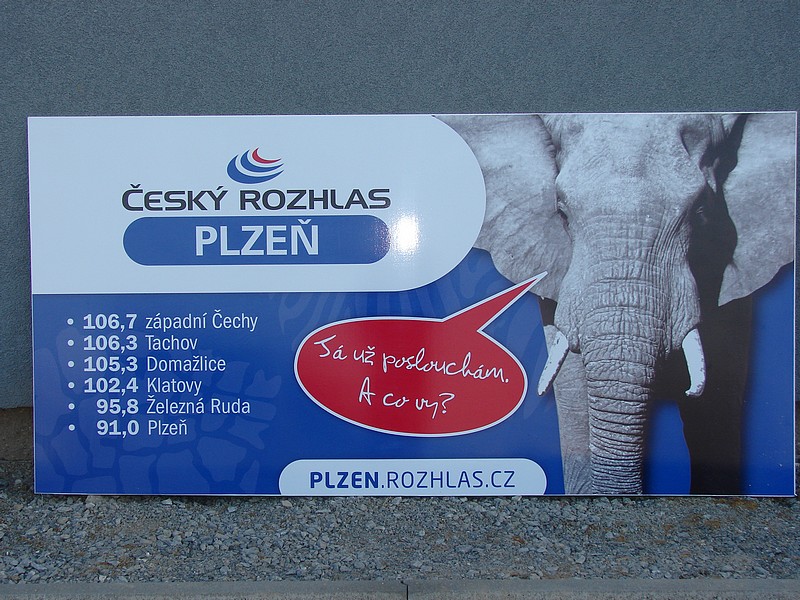 ČESKÝ ROZHLAS
PLZEŇ
• 106,7 západní Čechy
• 106,3 Tachov
• 105,3 Domažlice
• 102,4 Klatovy
• 95,8 Železná Ruda
• 91,0 Plzeň
Já už poslouchám.
A co vy?
PLZEN.ROZHLAS.CZ